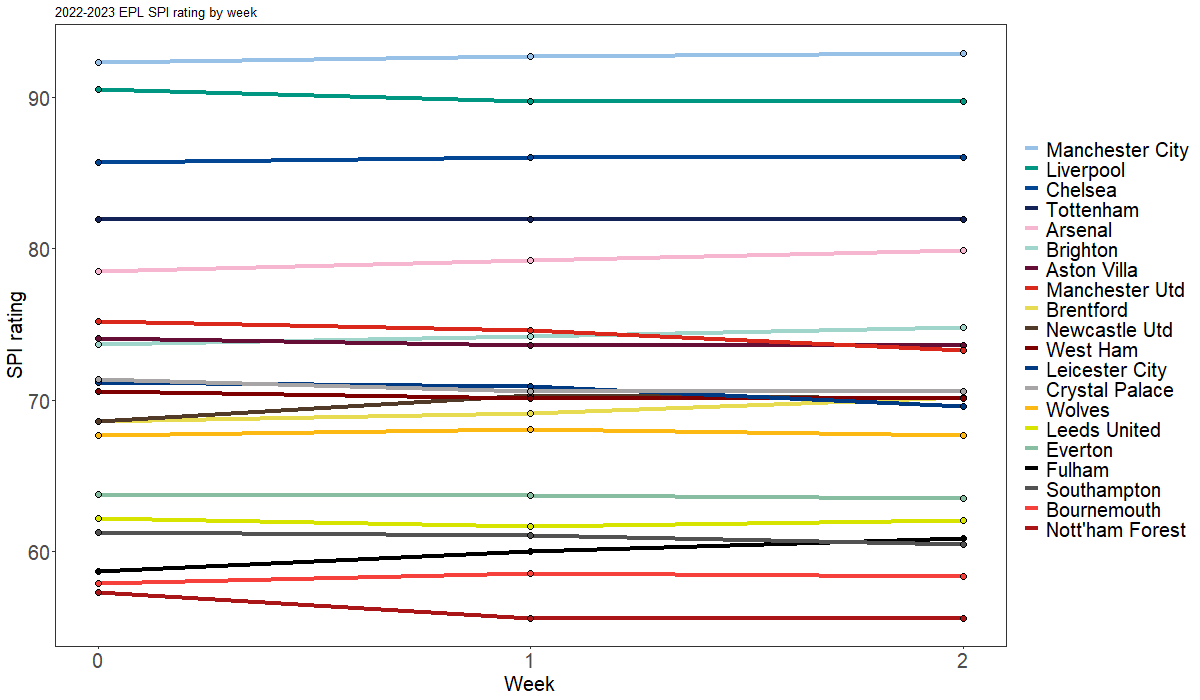 2022-2023 EPL SPI rating by week
SPI rating
90
80
70
60
0 1 2
Week
Manchester City
Liverpool
Chelsea
Tottenham
Arsenal
Brighton
Aston Villa
Manchester Utd
Brentford
Newcastle Utd
West Ham
Leicester City
Crystal Palace
Wolves
Leeds United
Everton
Fulham
Southampton
Bournemouth
Nott'ham Forest